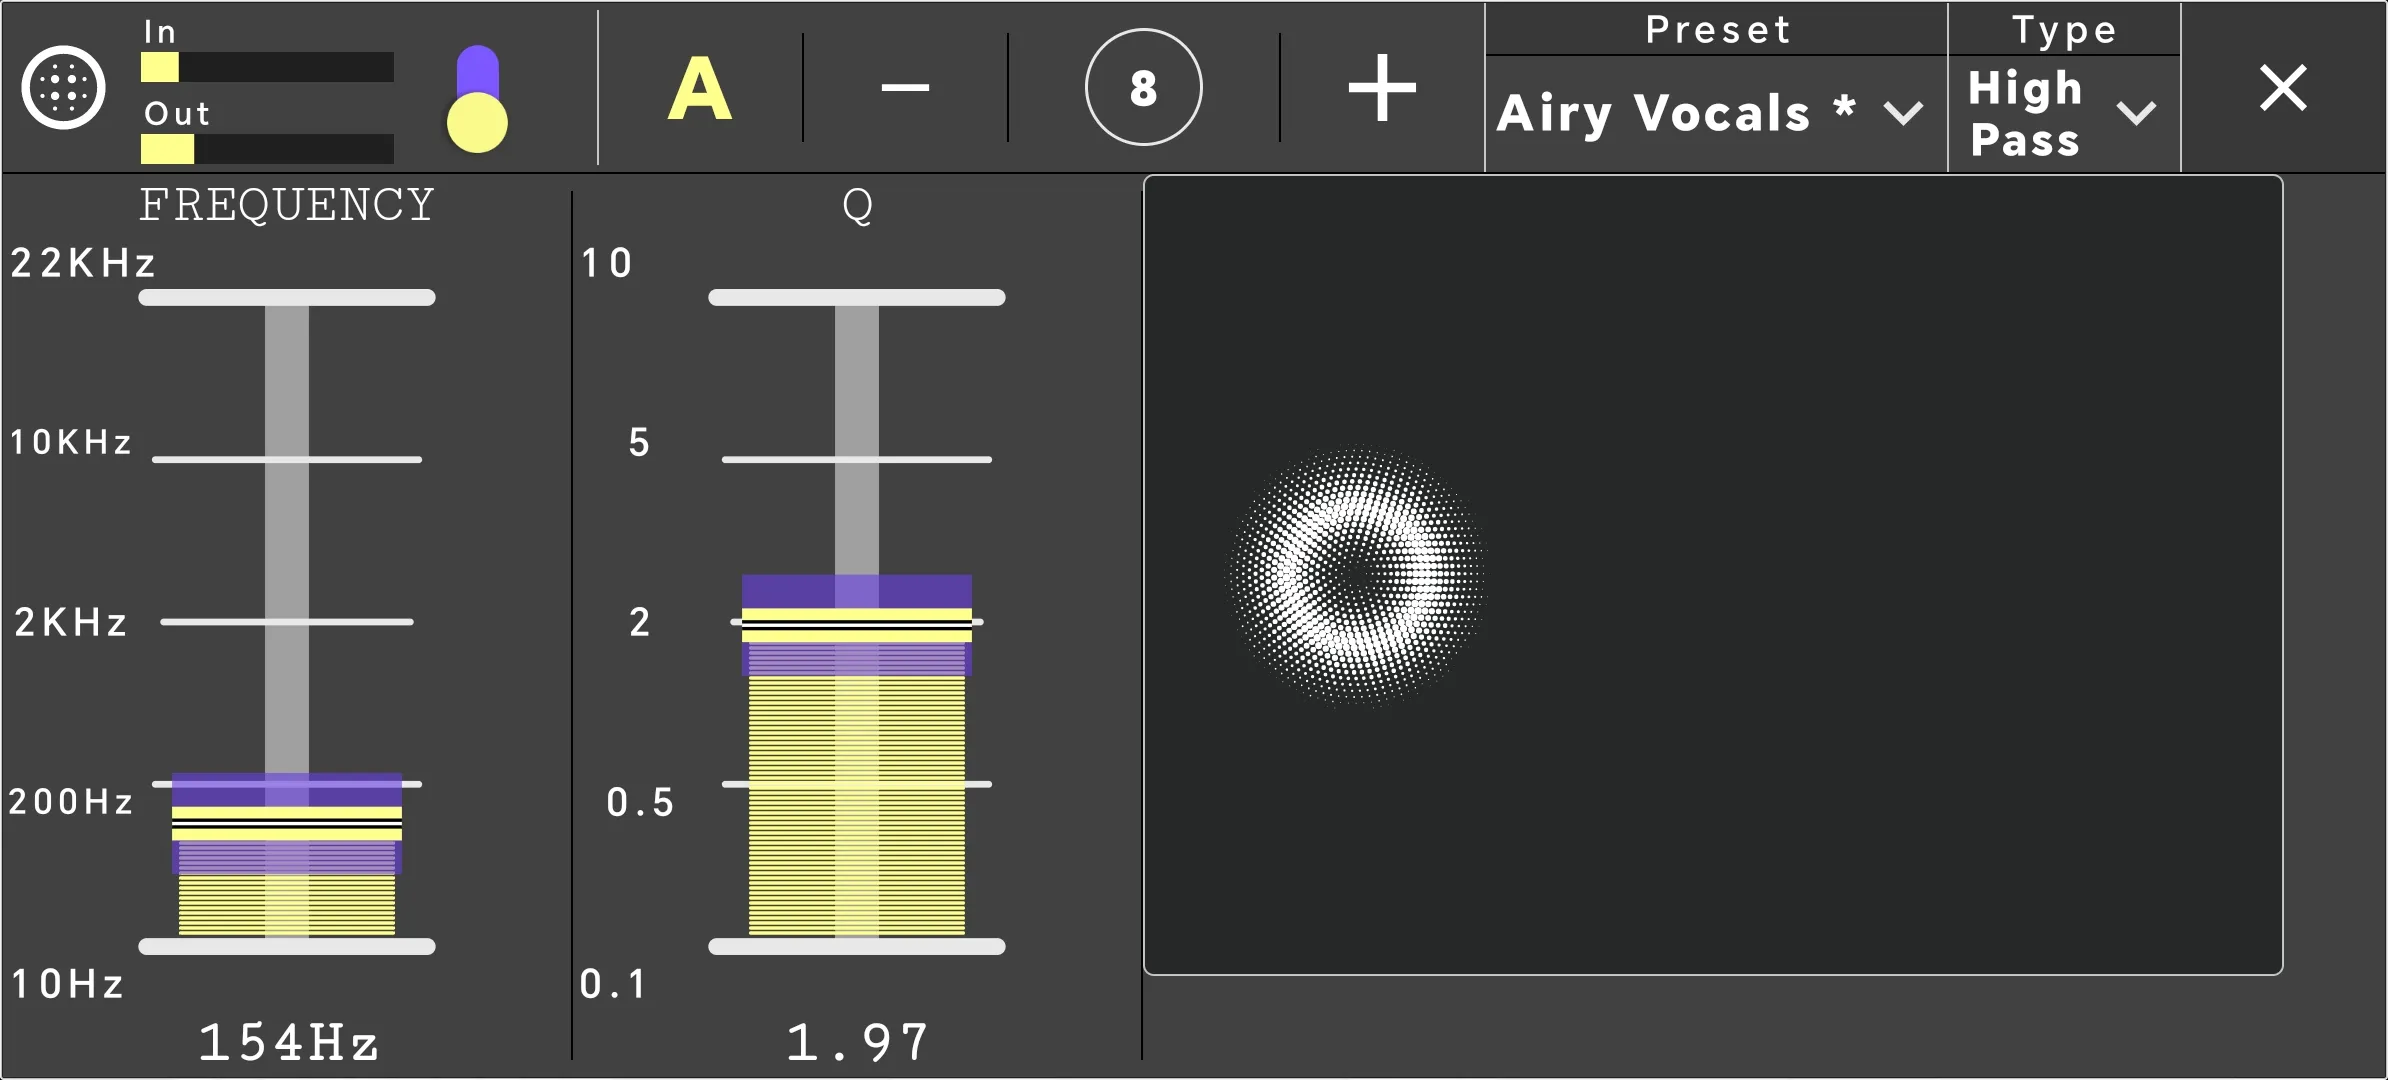 In
Out
A
8
Preset
Airy Vocals *
Type
High
Pass
FREQUENCY
22KHz
10KHz
2KHz
200Hz
10Hz
154Hz
Q
10
5
2
0.5
0.1
1.97